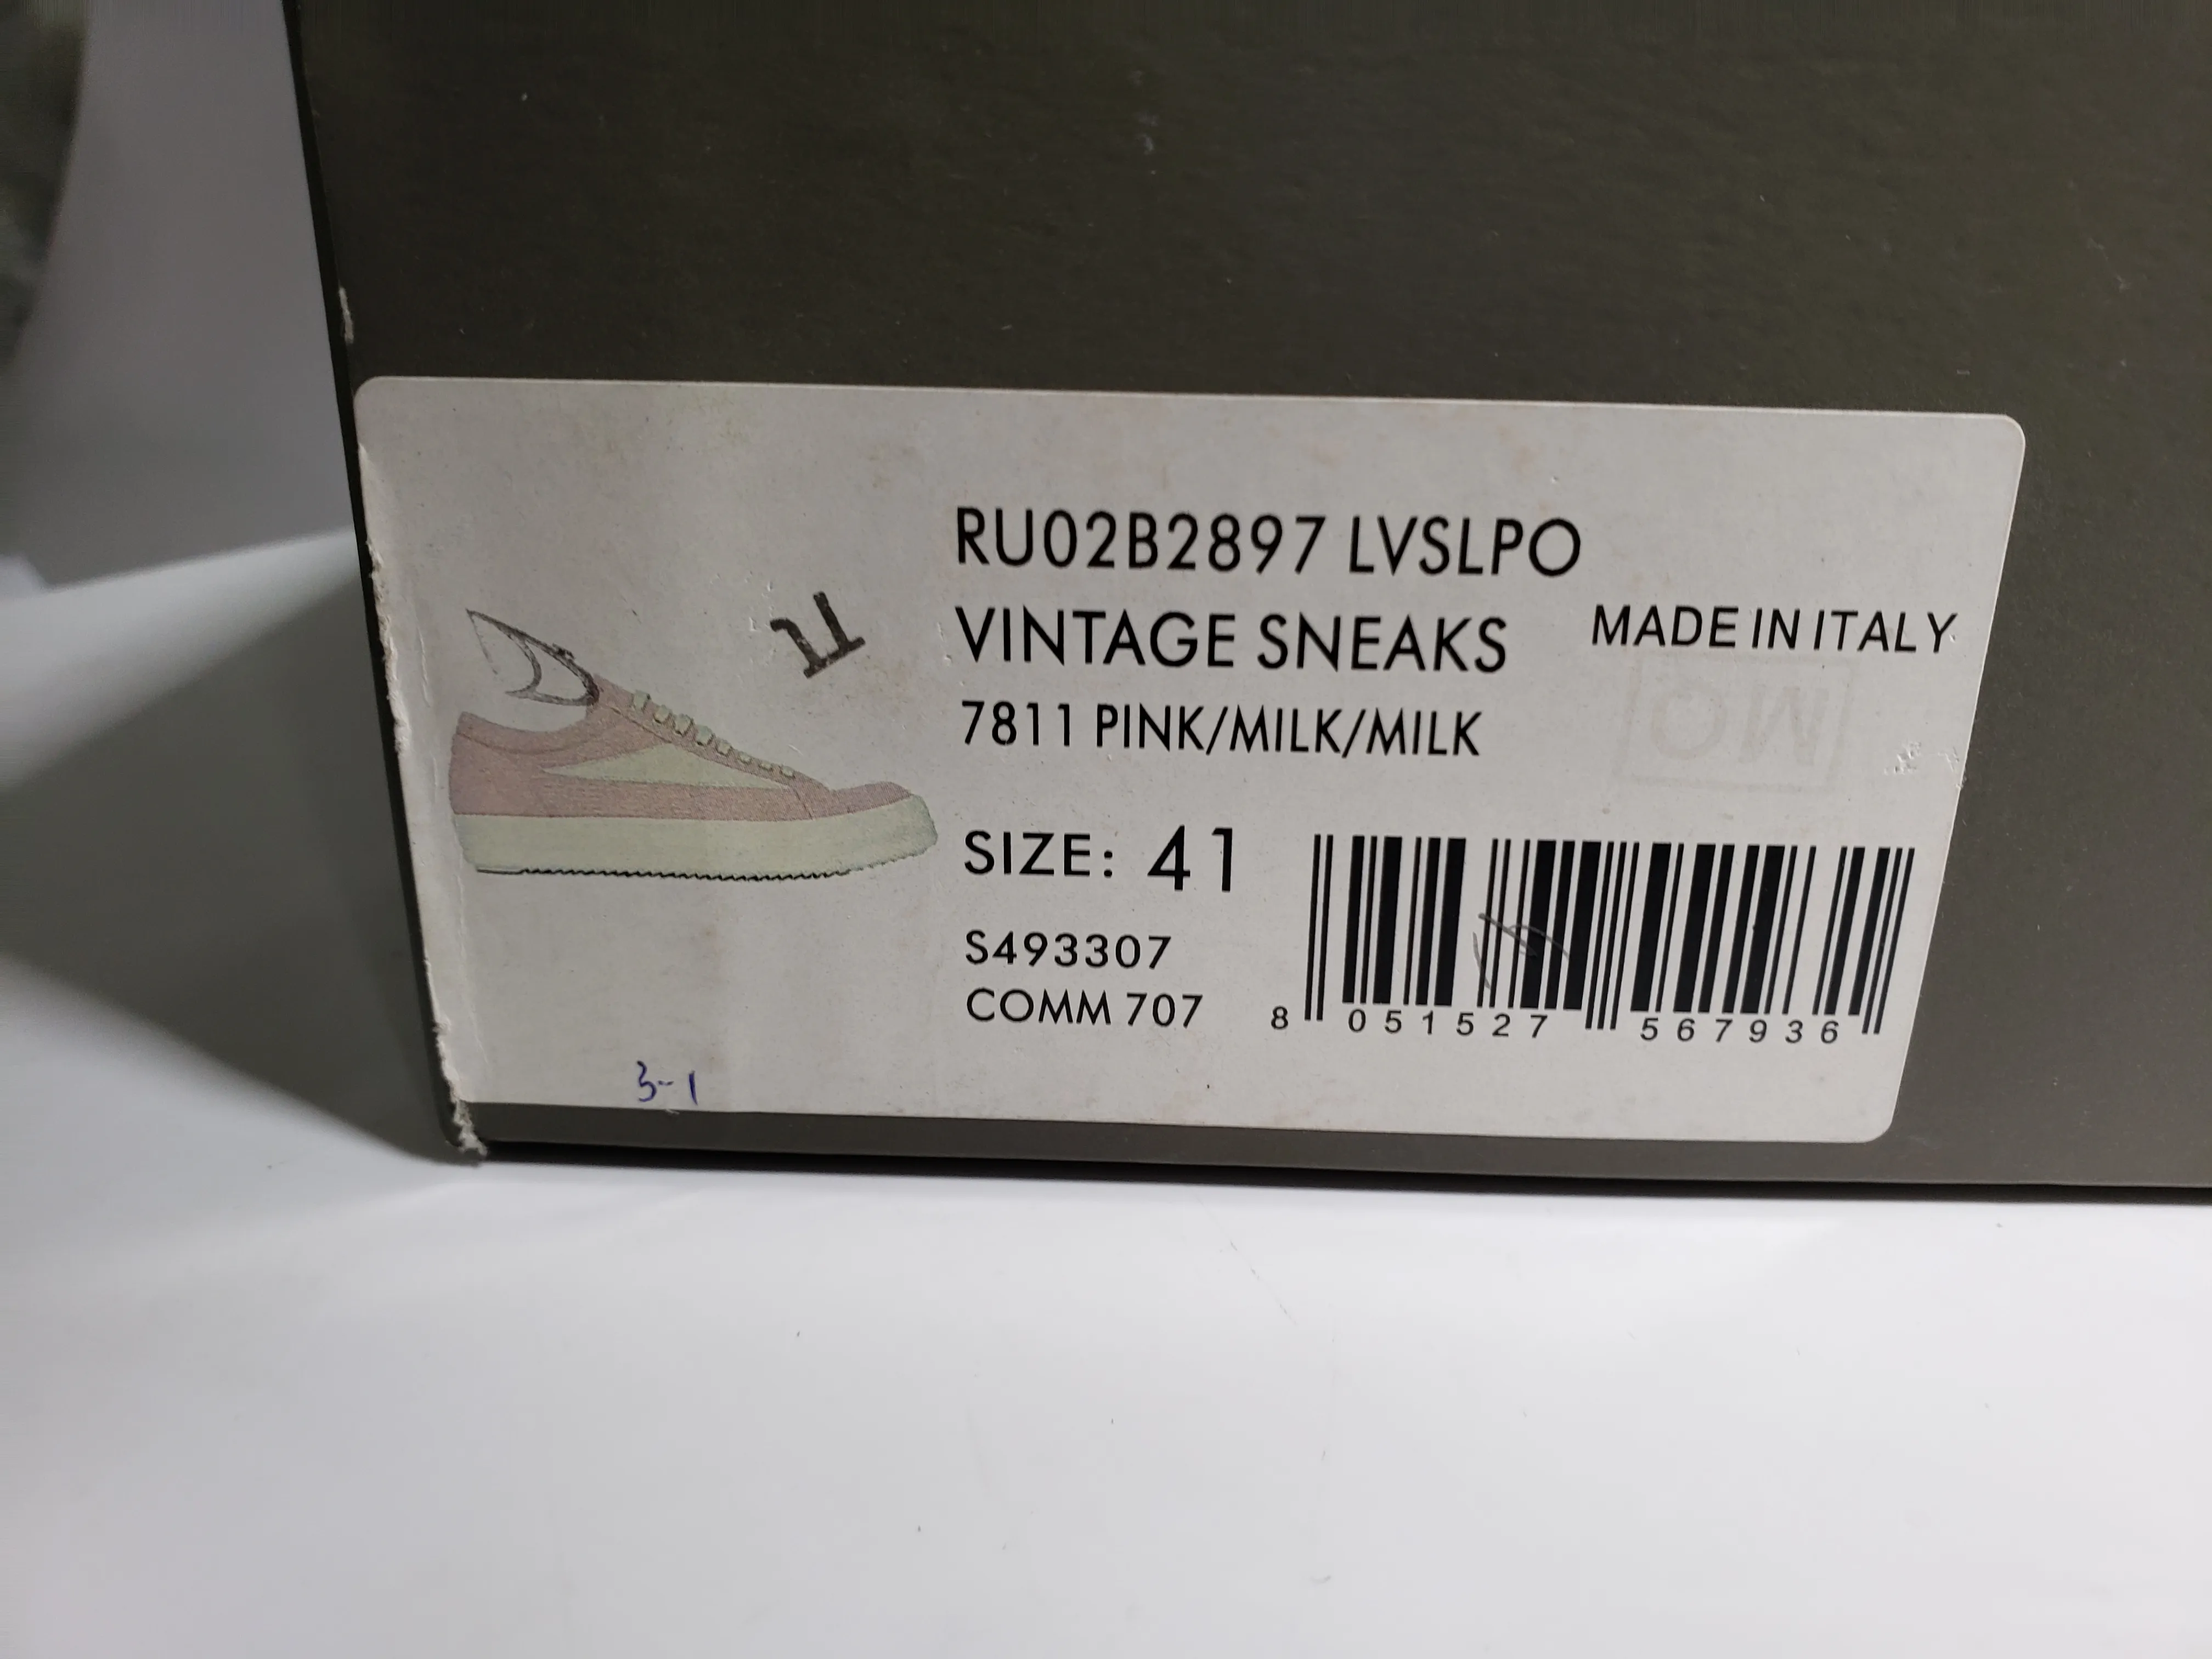 RU02B2897 LVSLPO
VINTAGE SNEAKS
MADE IN ITALY
7811 PINK/MILK/MILK
SIZE: 41
S493307
COMM 707
8 051527 567936
3-1